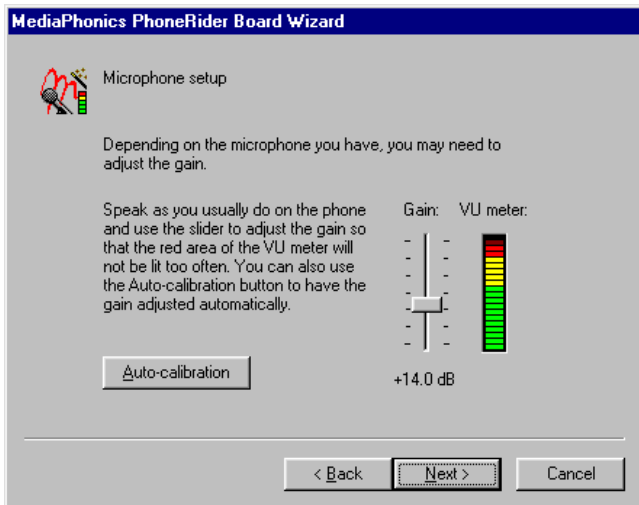 MediaPhonics PhoneRider Board Wizard
Microphone setup
Depending on the microphone you have, you may need to
adjust the gain.
Speak as you usually do on the phone
and use the slider to adjust the gain so
that the red area of the VU meter will
not be lit too often. You can also use
the Auto-calibration button to have the
gain adjusted automatically.
Gain: VU meter:
Auto-calibration
+14.0 dB
< Back Next > Cancel